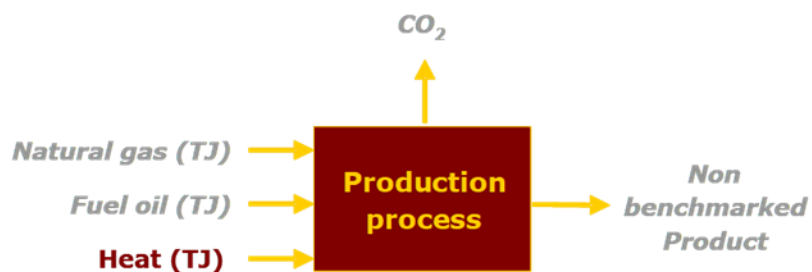 CO₂
Natural gas (TJ)
Fuel oil (TJ)
Heat (TJ)
Production
process
Non
benchmarked
Product